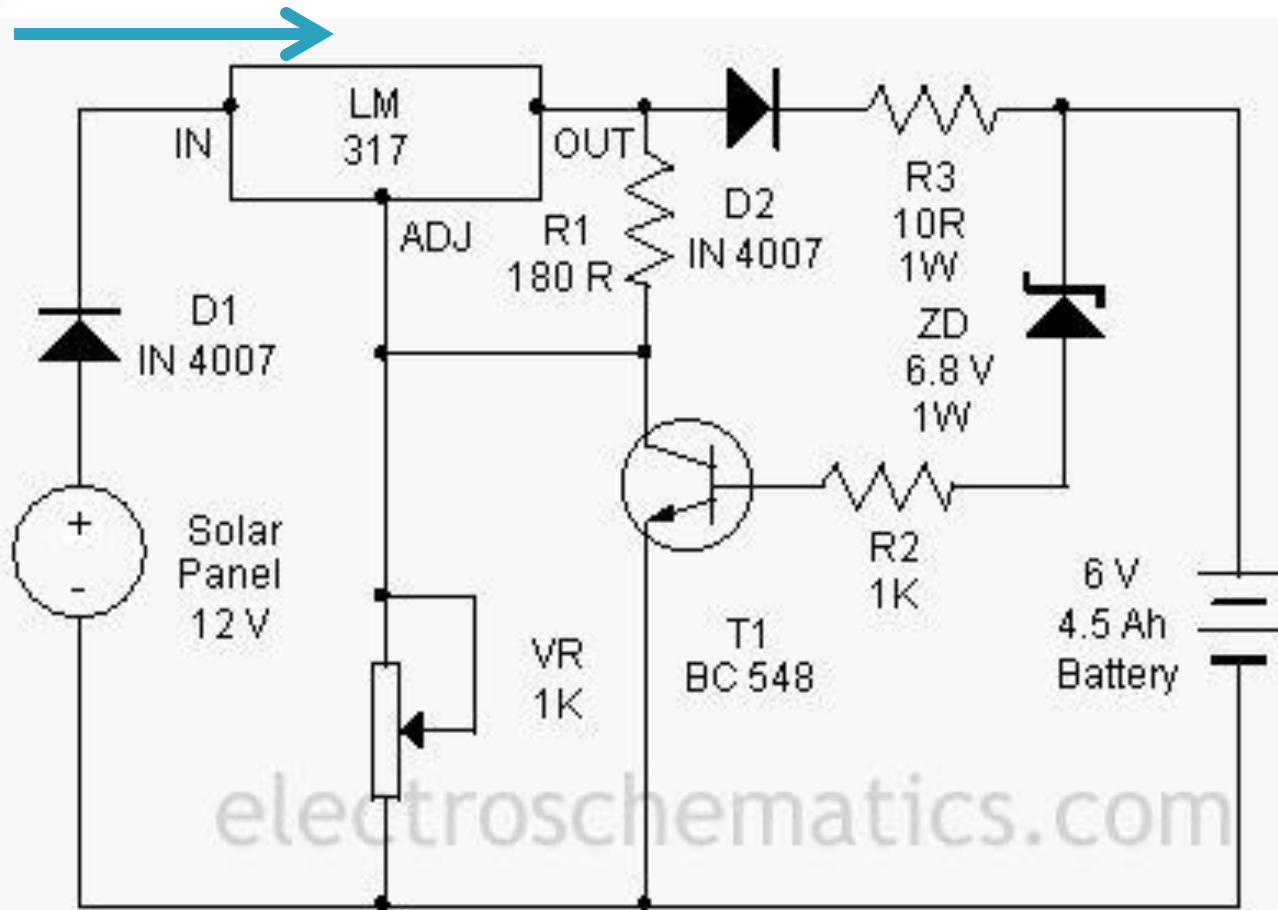 LM
317
IN
OUT
ADJ
R1
180 R
D2
IN 4007
R3
10R
1W
D1
IN 4007
ZD
6.8 V
1W
+
-
Solar
Panel
12 V
R2
1K
VR
1K
T1
BC 548
6 V
4.5 Ah
Battery
electroschematics.com